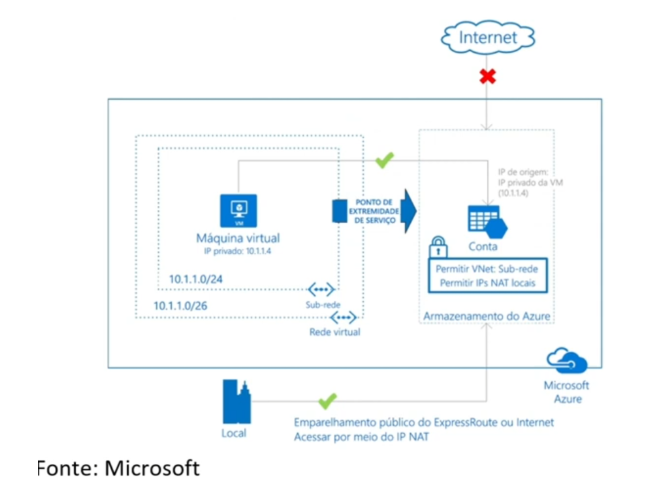 Internet
IP de origem:
IP privado da VM
(10.1.1.4)
PONTO DE
EXTREMIDADE
DE SERVIÇO
VM
Máquina virtual
IP privado: 10.1.1.4
Conta
Permitir VNet: Sub-rede
Permitir IPs NAT locais
10.1.1.0/24
Sub-rede
10.1.1.0/26
Rede virtual
Armazenamento do Azure
Microsoft
Azure
Local
Emparelhamento público do ExpressRoute ou Internet
Acessar por meio do IP NAT
Fonte: Microsoft